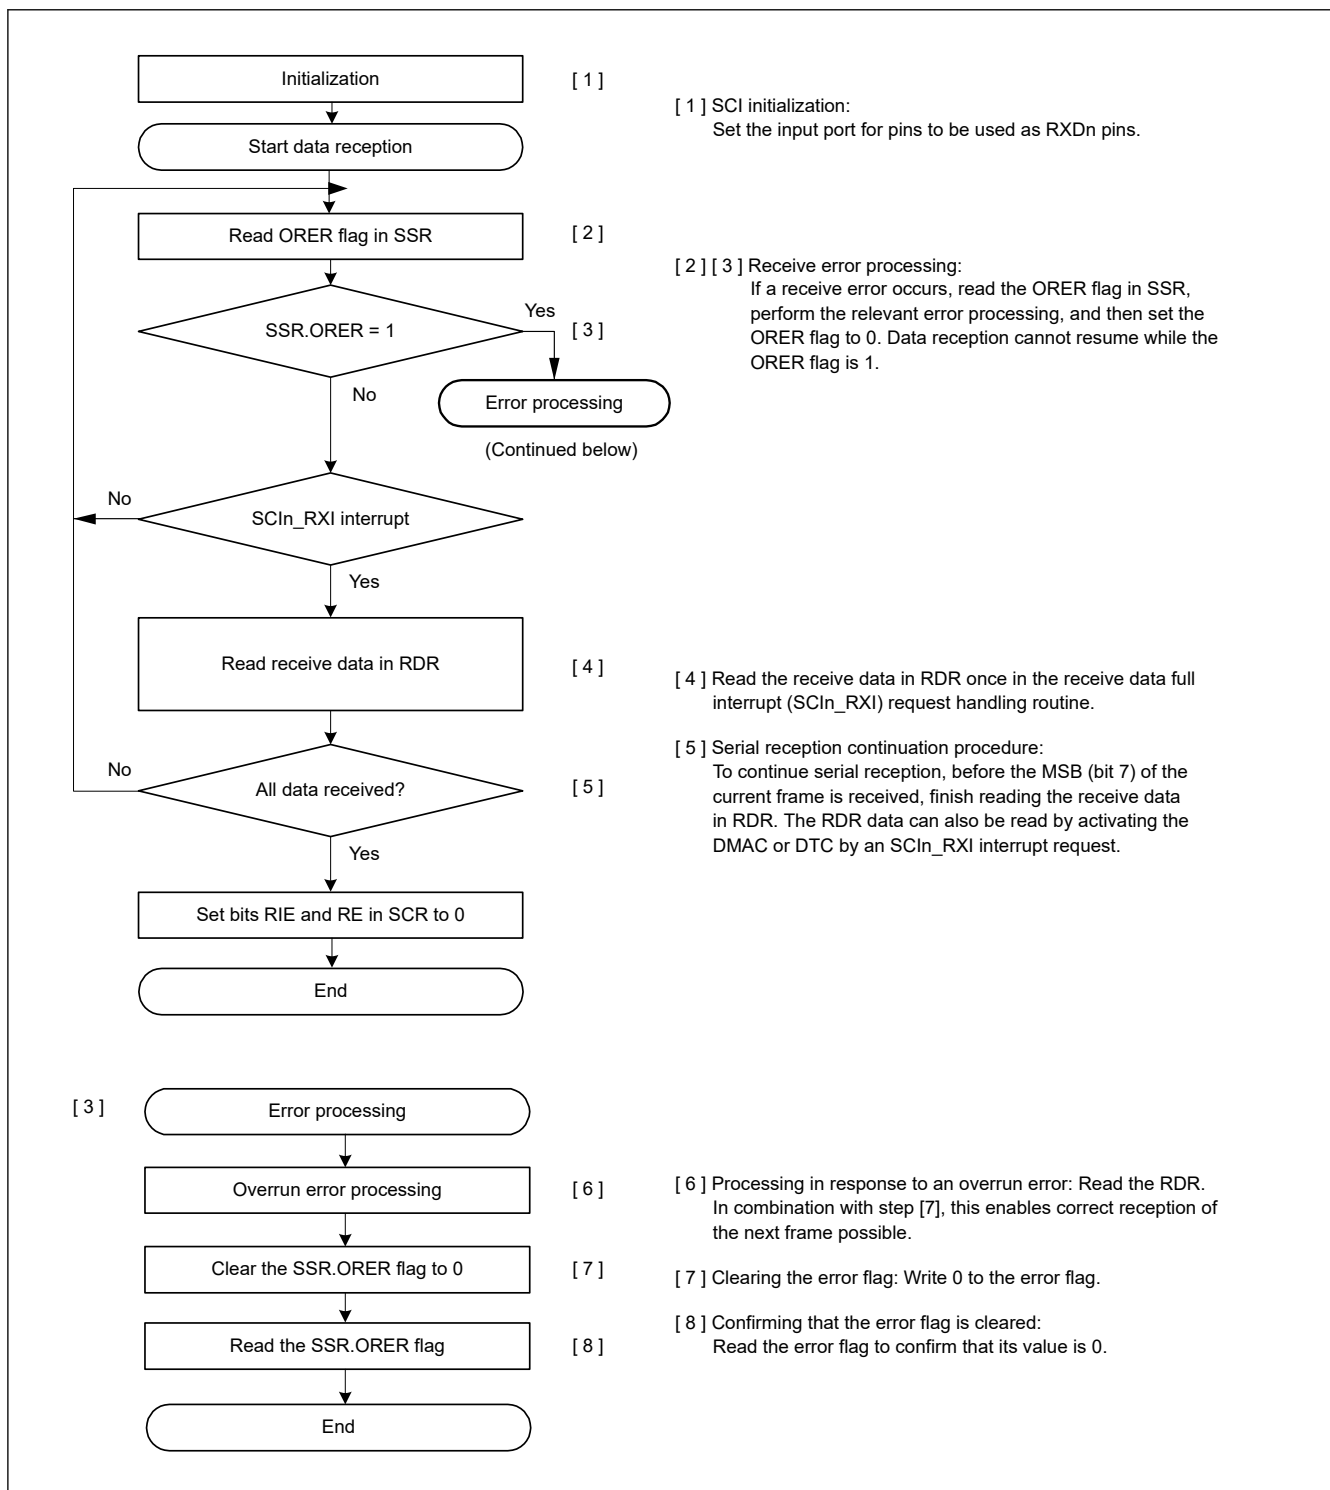 Initialization
[ 1 ]
[ 1 ] SCI initialization:
Set the input port for pins to be used as RXDn pins.
Start data reception
Read ORER flag in SSR
[ 2 ]
[ 2 ] [ 3 ] Receive error processing:
If a receive error occurs, read the ORER flag in SSR,
perform the relevant error processing, and then set the
ORER flag to 0. Data reception cannot resume while the
ORER flag is 1.
SSR.ORER = 1
Yes
[ 3 ]
No
Error processing
(Continued below)
No
SCIn_RXI interrupt
Yes
Read receive data in RDR
[ 4 ]
[ 4 ] Read the receive data in RDR once in the receive data full
interrupt (SCIn_RXI) request handling routine.
No
All data received?
[ 5 ]
[ 5 ] Serial reception continuation procedure:
To continue serial reception, before the MSB (bit 7) of the
current frame is received, finish reading the receive data
in RDR. The RDR data can also be read by activating the
DMAC or DTC by an SCIn_RXI interrupt request.
Yes
Set bits RIE and RE in SCR to 0
End
[ 3 ]
Error processing
Overrun error processing
[ 6 ]
[ 6 ] Processing in response to an overrun error: Read the RDR.
In combination with step [7], this enables correct reception of
the next frame possible.
Clear the SSR.ORER flag to 0
[ 7 ]
[ 7 ] Clearing the error flag: Write 0 to the error flag.
Read the SSR.ORER flag
[ 8 ]
[ 8 ] Confirming that the error flag is cleared:
Read the error flag to confirm that its value is 0.
End